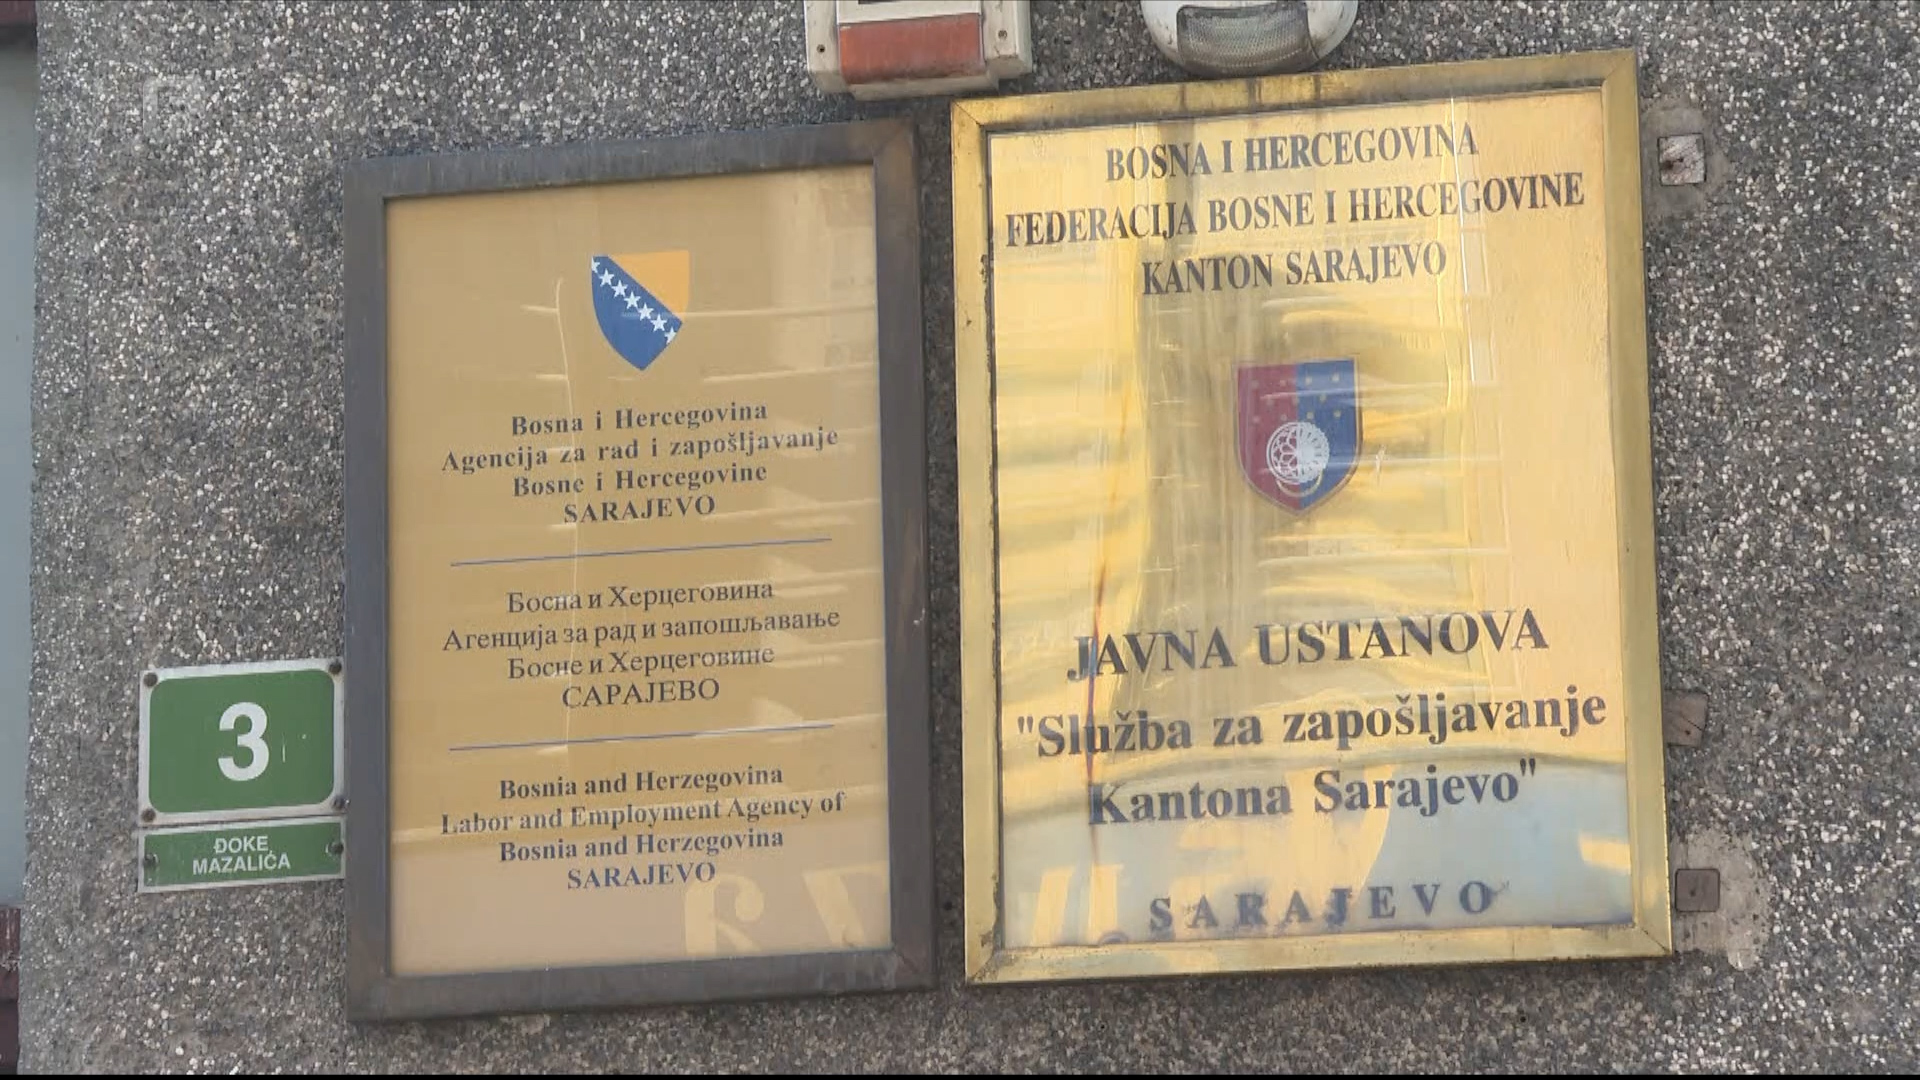 Bosna i Hercegovina
Agencija za rad i zapošljavanje
Bosne i Hercegovine
SARAJEVO
Босна и Херцеговина
Агенција за рад и запошљавање
Босне и Херцеговине
САРАЈЕВО
Bosnia and Herzegovina
Labor and Employment Agency of
Bosnia and Herzegovina
SARAJEVO
BOSNA I HERCEGOVINA
FEDERACIJA BOSNE I HERCEGOVINE
KANTON SARAJEVO
JAVNA USTANOVA
"Služba za zapošljavanje
Kantona Sarajevo"
SARAJEVO
3
ĐOKE
MAZALIĆA